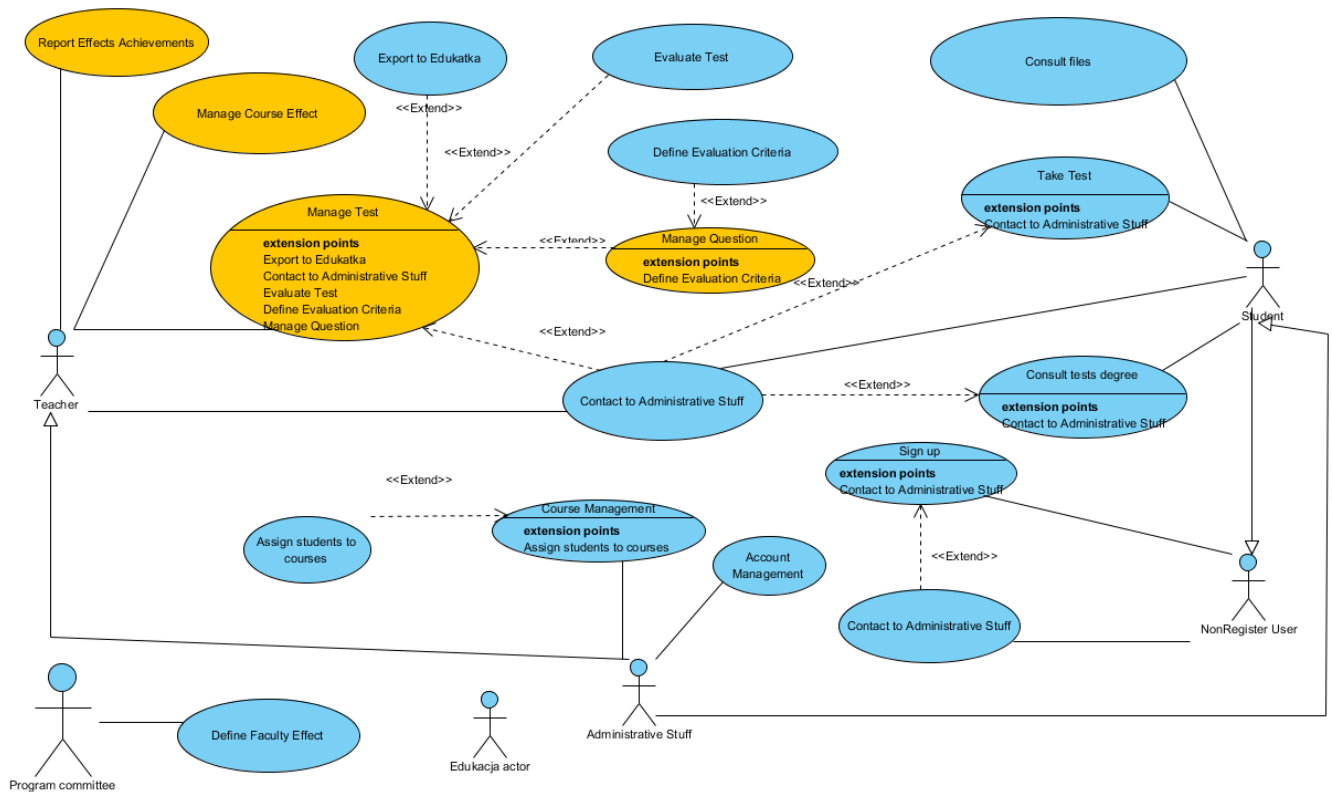 Report Effects Achievements
Export to Edukatka
Evaluate Test
Consult files
Manage Course Effect
<<Extend>>
<<Extend>>
Define Evaluation Criteria
Take Test
extension points
Contact to Administrative Stuff
<<Extend>>
Manage Test
extension points
Export to Edukatka
Contact to Administrative Stuff
Evaluate Test
Define Evaluation Criteria
Manage Question
<<Extend>>
Manage Question
extension points
Define Evaluation Criteria
<<Extend>>
<<Extend>>
Student
Teacher
Contact to Administrative Stuff
<<Extend>>
Consult tests degree
extension points
Contact to Administrative Stuff
Sign up
extension points
Contact to Administrative Stuff
<<Extend>>
Assign students to
courses
Course Management
extension points
Assign students to courses
Account
Management
<<Extend>>
Contact to Administrative Stuff
NonRegister User
Define Faculty Effect
Administrative Stuff
Edukacja actor
Program committee